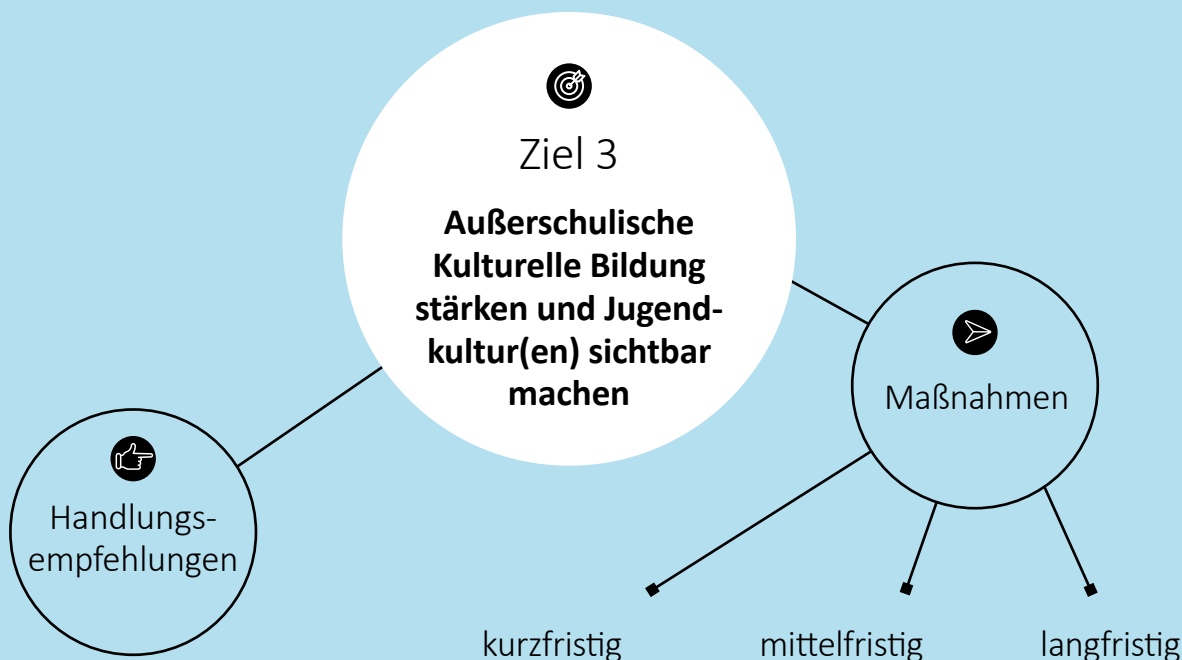 Ziel 3
Außerschulische
Kulturelle Bildung
stärken und Jugend-
kultur(en) sichtbar
machen
Maßnahmen
Handlungs-
empfehlungen
kurzfristig
mittelfristig
langfristig